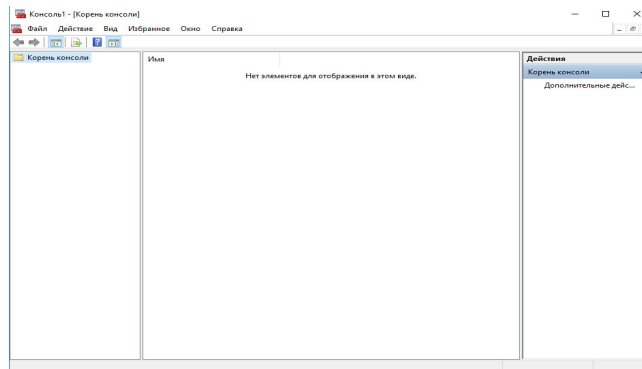 Консоль1 - [Корень консоли]
Файл Действие Вид Избранное Окно Справка
Корень консоли
Имя
Нет элементов для отображения в этом виде.
Действия
Корень консоли
Дополнительные дейс...